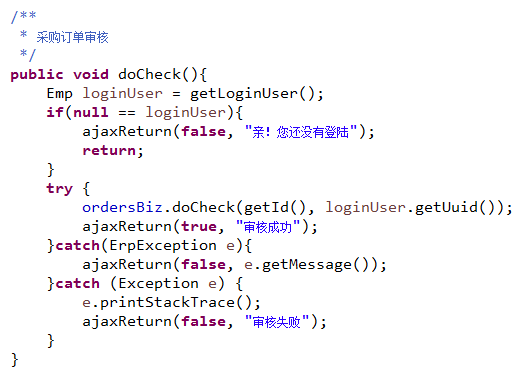 /**
 * 采购订单审核
 */
public void doCheck(){
    Emp loginUser = getLoginUser();
    if(null == loginUser){
        ajaxReturn(false, "亲！您还没有登陆");
        return;
    }
    try {
        ordersBiz.doCheck(getId(), loginUser.getUuid());
        ajaxReturn(true, "审核成功");
    }catch(ErpException e){
        ajaxReturn(false, e.getMessage());
    }catch (Exception e) {
        e.printStackTrace();
        ajaxReturn(false, "审核失败");
    }
}